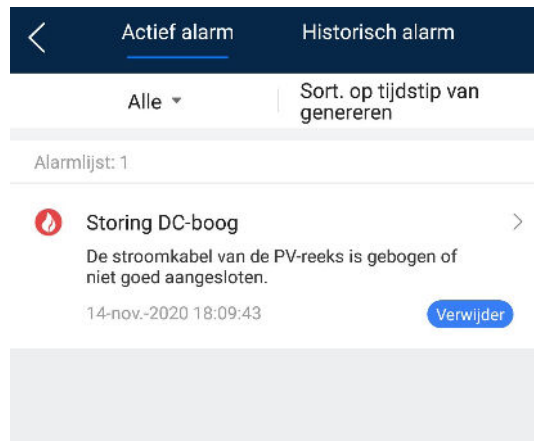 Actief alarm Historisch alarm
Alle Sort. op tijdstip van
genereren
Alarmlijst: 1
Storing DC-boog
De stroomkabel van de PV-reeks is gebogen of
niet goed aangesloten.
14-nov.-2020 18:09:43 Verwijder